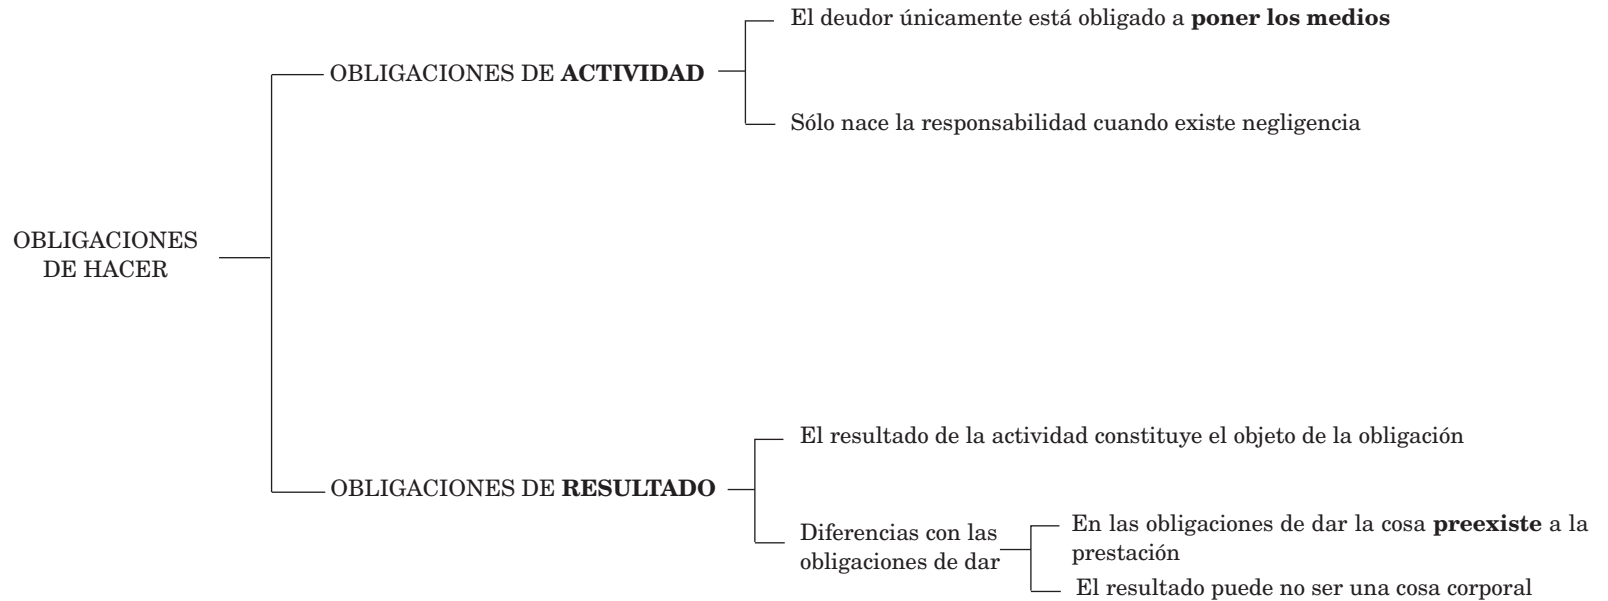 El deudor únicamente está obligado a poner los medios
OBLIGACIONES DE ACTIVIDAD
Sólo nace la responsabilidad cuando existe negligencia
OBLIGACIONES
DE HACER
El resultado de la actividad constituye el objeto de la obligación
OBLIGACIONES DE RESULTADO
Diferencias con las
obligaciones de dar
En las obligaciones de dar la cosa preexiste a la
prestación
El resultado puede no ser una cosa corporal